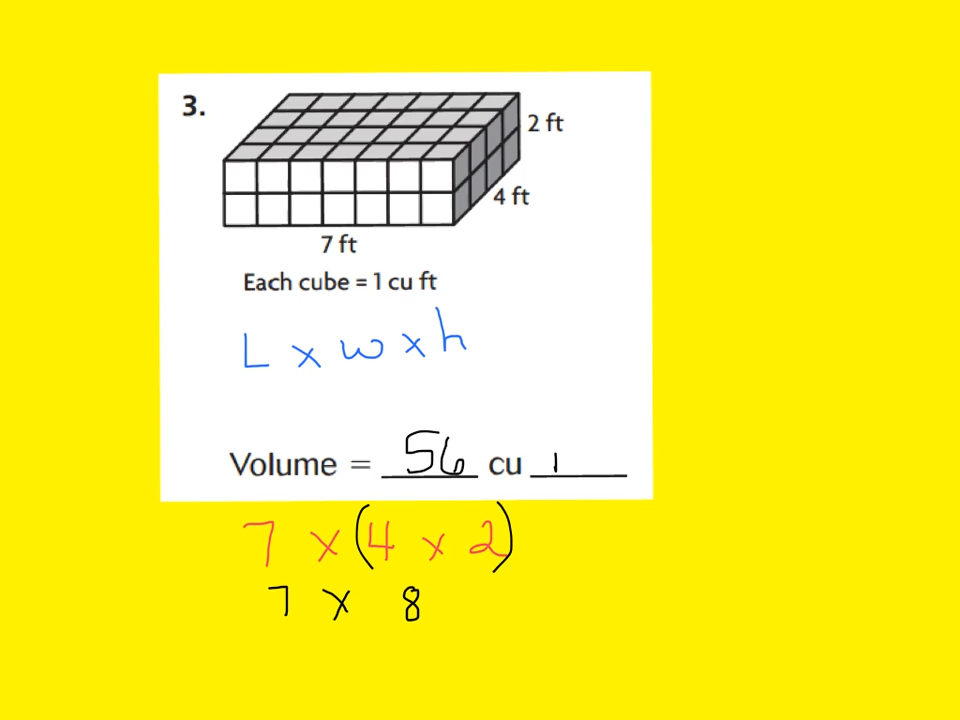 3.
2 ft
4 ft
7 ft
Each cube = 1 cu ft
L x w x h
Volume = 56 cu
7 x (4 x 2)
7 x 8